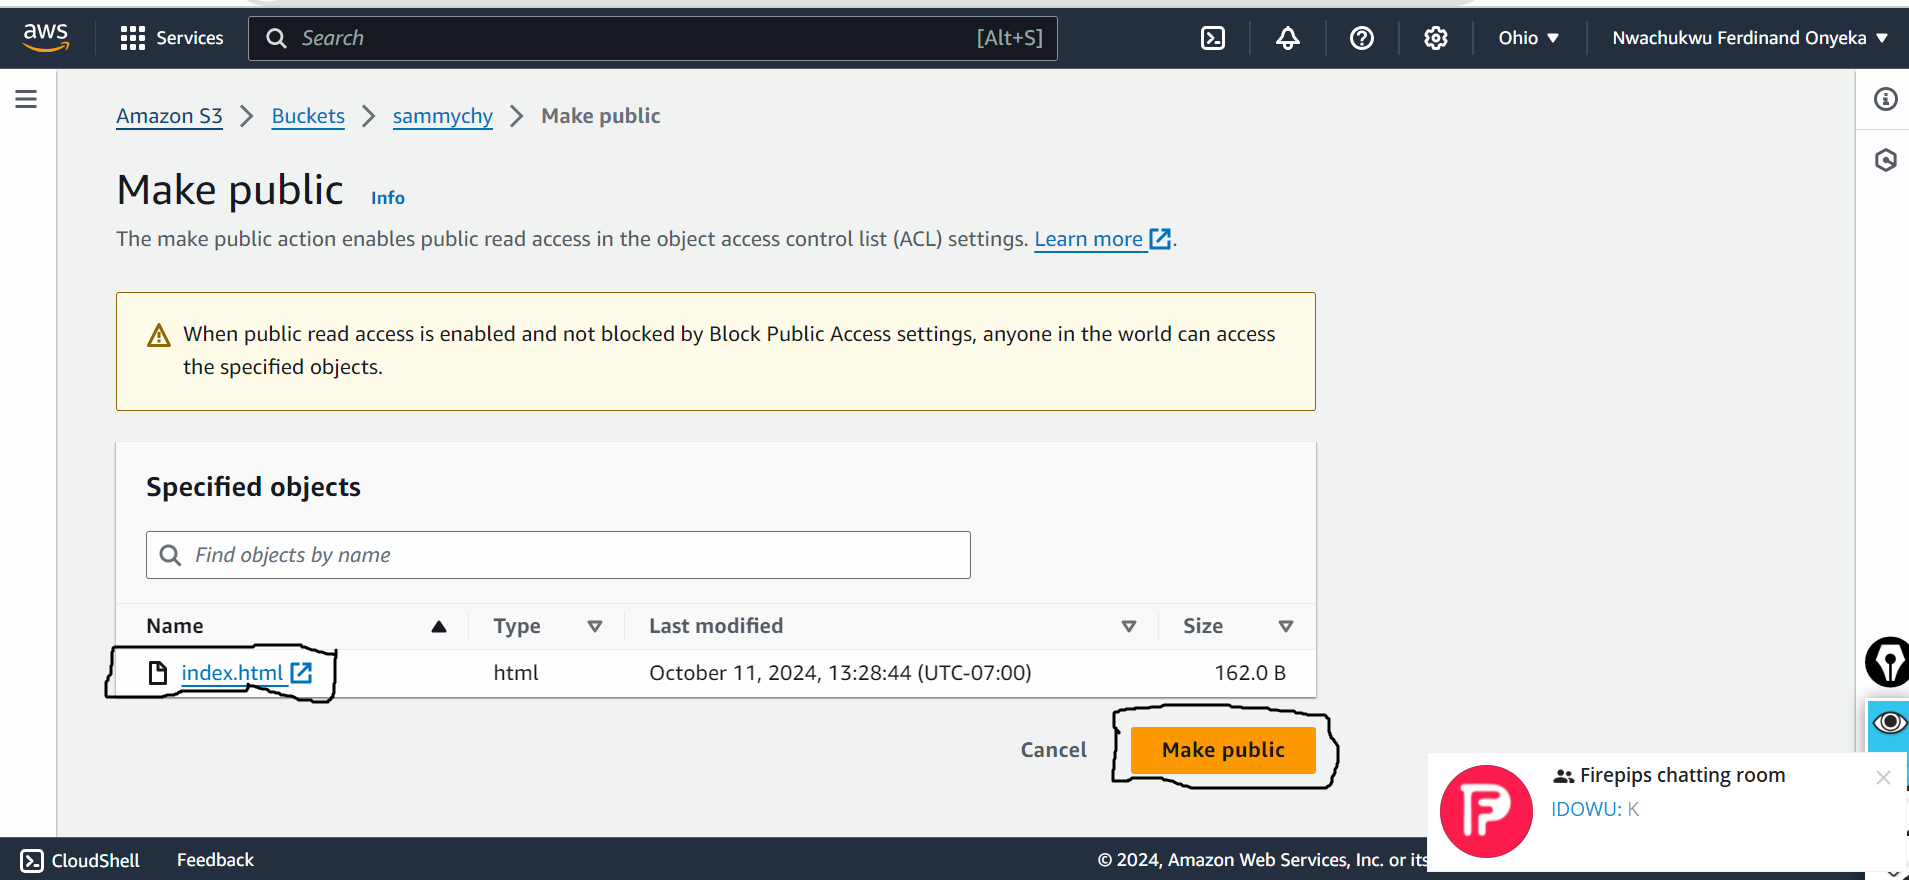 aws
Services
Search
[Alt+S]
Ohio
Nwachukwu Ferdinand Onyeka
Amazon S3
Buckets
sammychy
Make public
Make public
Info
The make public action enables public read access in the object access control list (ACL) settings. Learn more.
When public read access is enabled and not blocked by Block Public Access settings, anyone in the world can access
the specified objects.
Specified objects
Find objects by name
Name
Type
Last modified
Size
index.html
html
October 11, 2024, 13:28:44 (UTC-07:00)
162.0 B
Cancel
Make public
Firepips chatting room
IDOWU: K
CloudShell
Feedback
© 2024, Amazon Web Services, Inc. or its